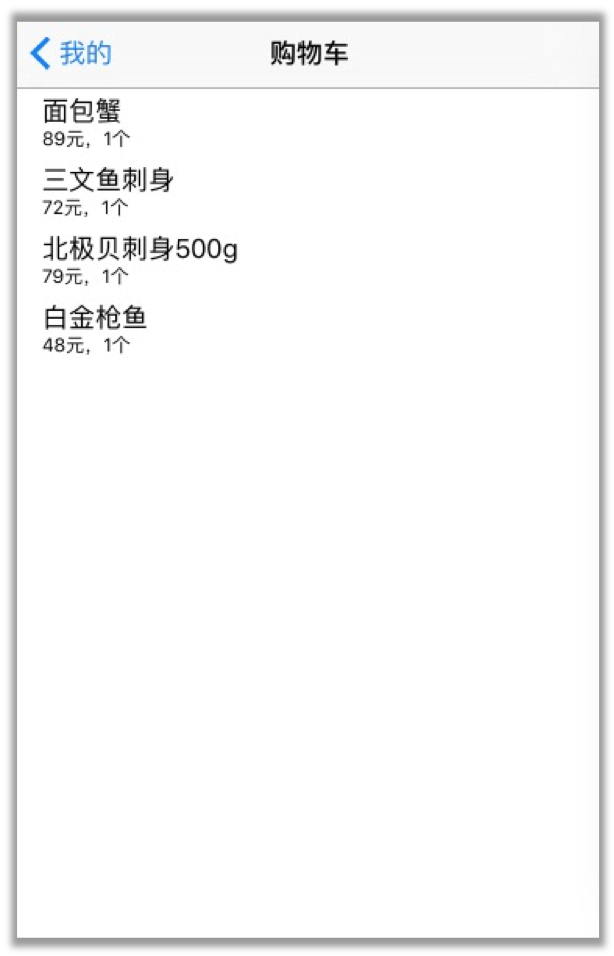 我的
购物车
面包蟹
89元，1个
三文鱼刺身
72元，1个
北极贝刺身500g
79元，1个
白金枪鱼
48元，1个